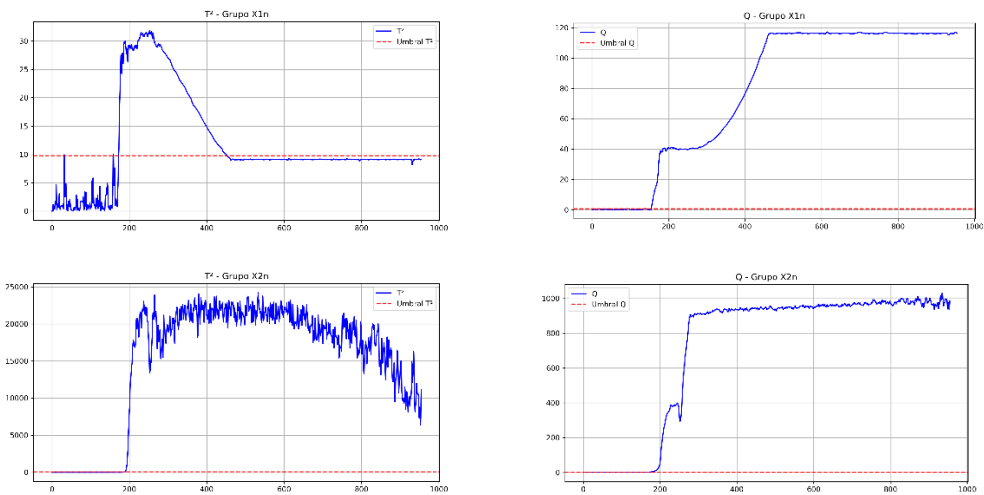 T² - Grupo X1n
T²
Umbral T²
30
25
20
15
10
5
0
0 200 400 600 800 1000
Q - Grupo X1n
Q
Umbral Q
120
100
80
60
40
20
0
0 200 400 600 800 1000
T² - Grupo X2n
T²
Umbral T²
25000
20000
15000
10000
5000
0
0 200 400 600 800 1000
Q - Grupo X2n
Q
Umbral Q
1000
800
600
400
200
0
0 200 400 600 800 1000